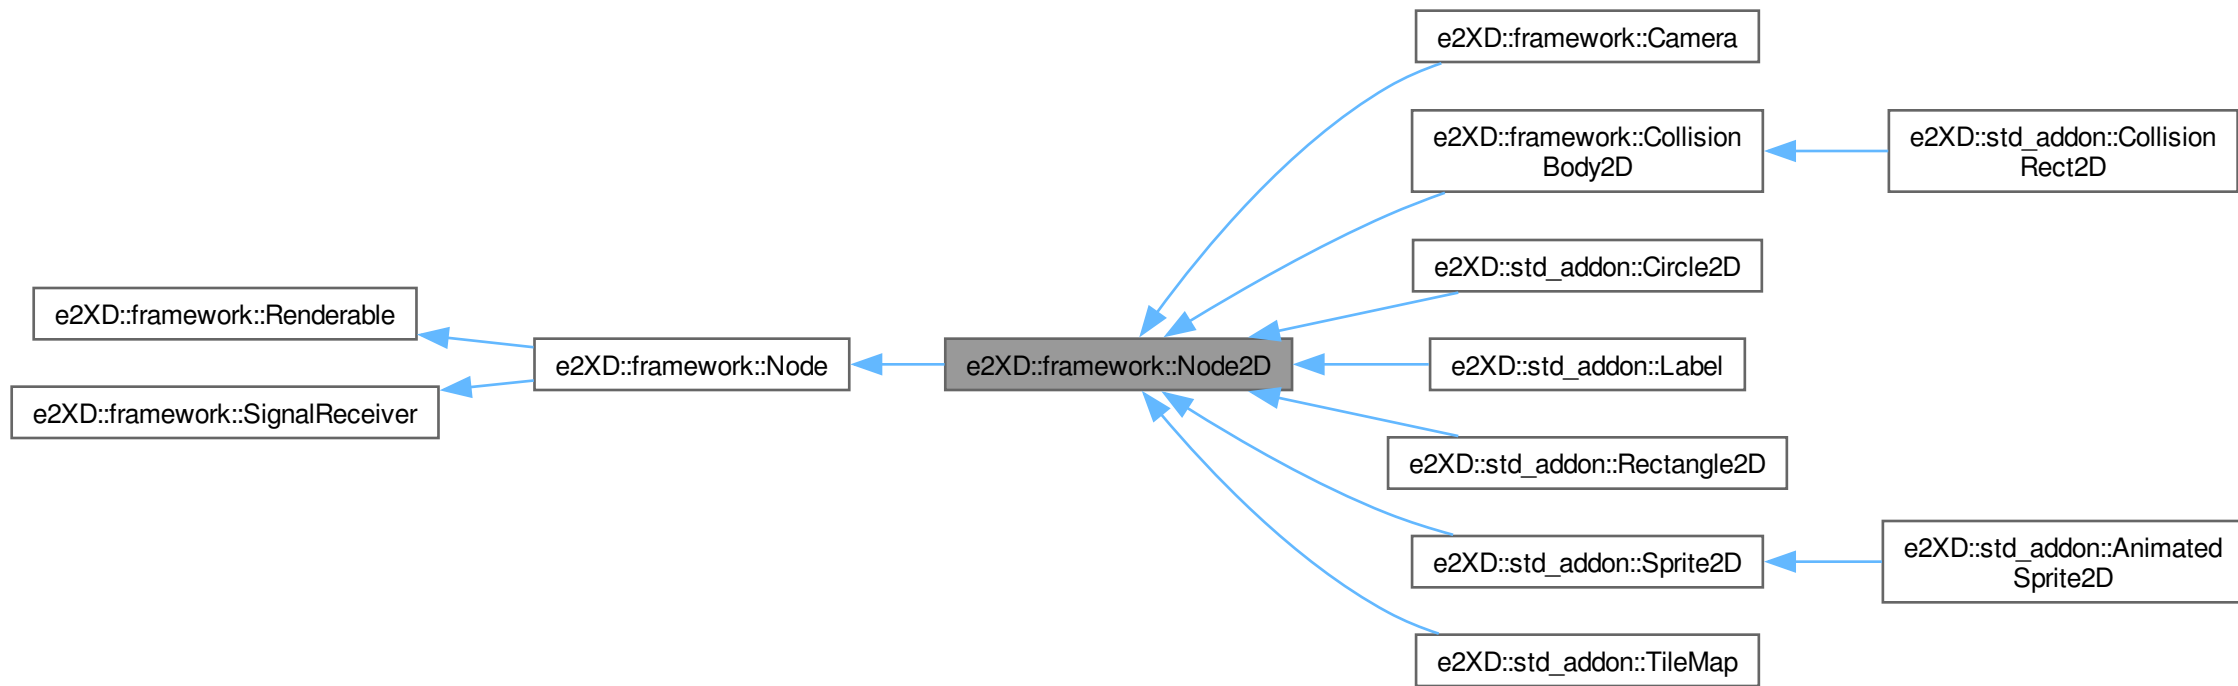 e2XD::framework::Renderable
e2XD::framework::SignalReceiver
e2XD::framework::Node
e2XD::framework::Node2D
e2XD::framework::Camera
e2XD::framework::Collision
Body2D
e2XD::std_addon::Collision
Rect2D
e2XD::std_addon::Circle2D
e2XD::std_addon::Label
e2XD::std_addon::Rectangle2D
e2XD::std_addon::Sprite2D
e2XD::std_addon::Animated
Sprite2D
e2XD::std_addon::TileMap